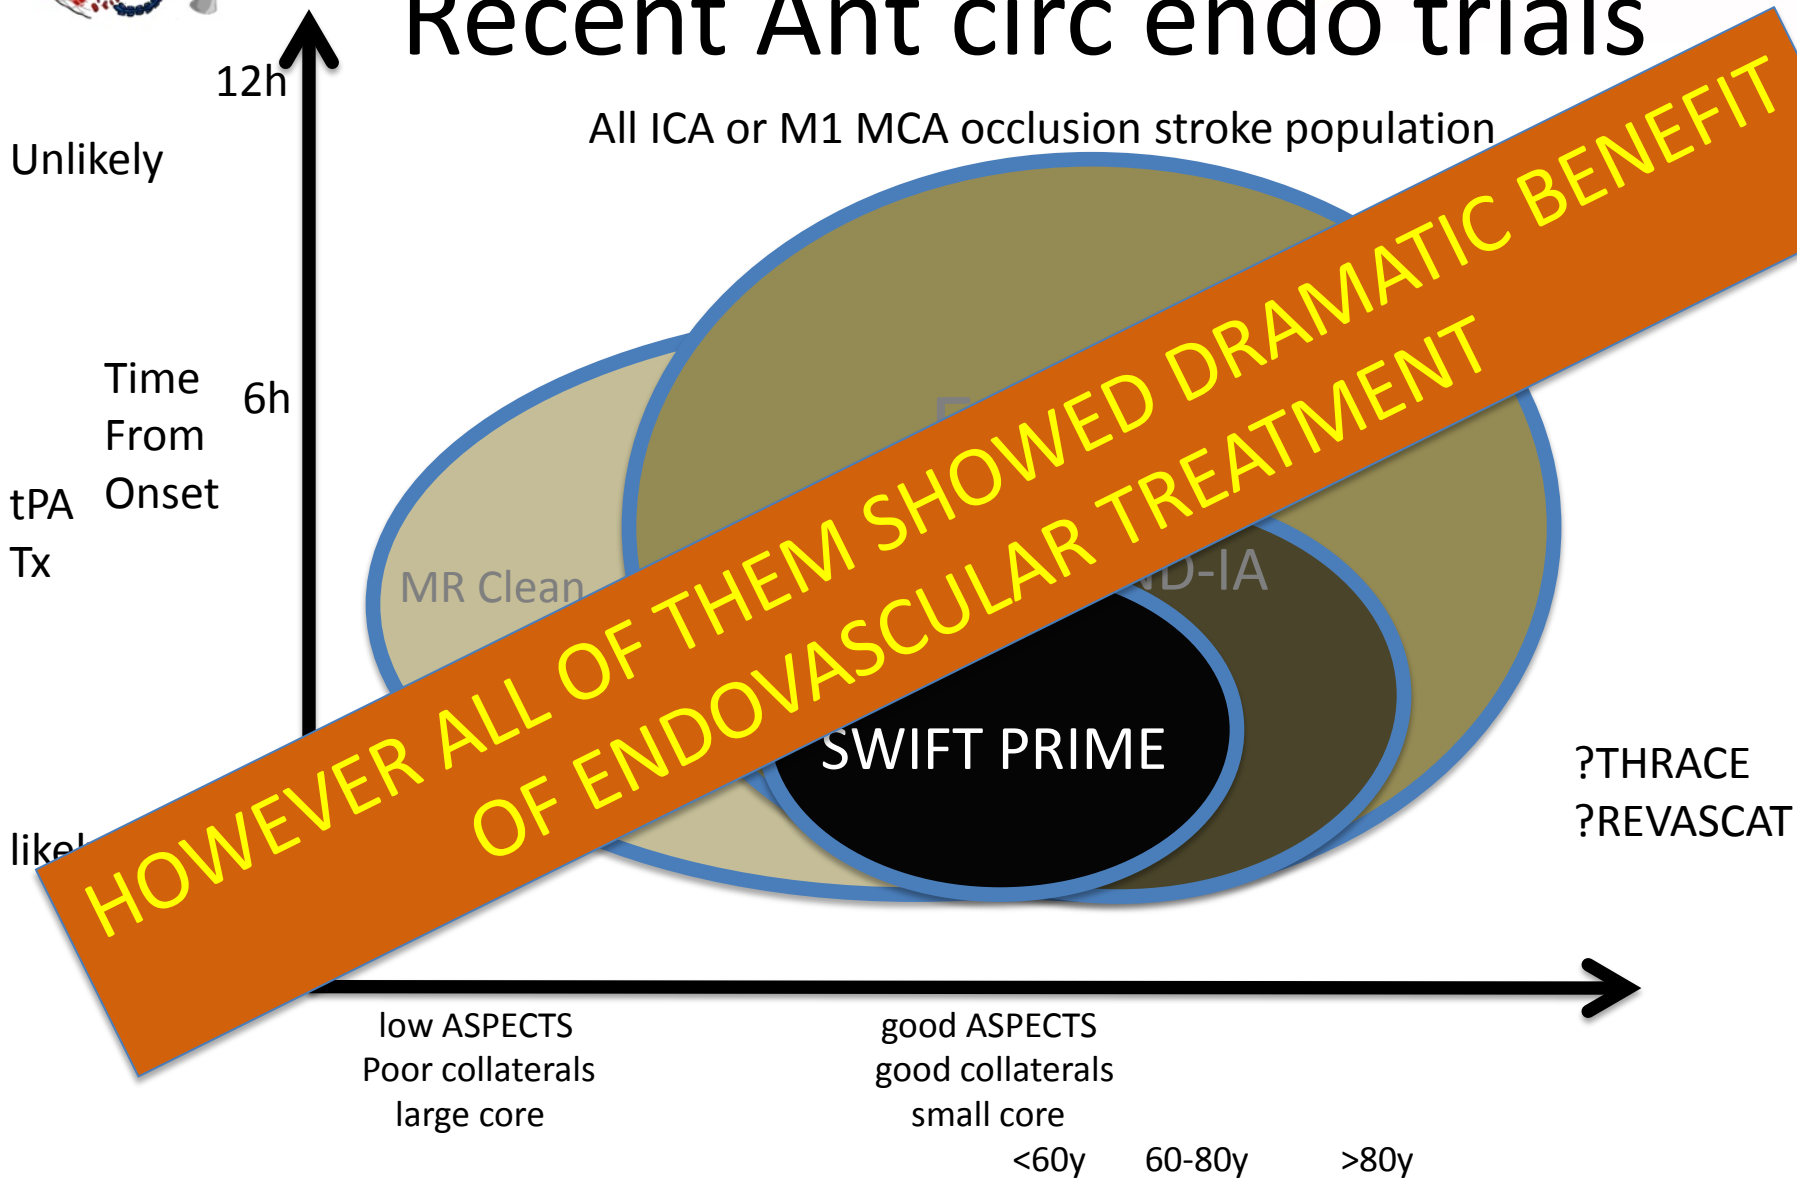 Recent Ant circ endo trials
12h
All ICA or M1 MCA occlusion stroke population
Unlikely
Time
From
Onset
6h
tPA
Tx
MR Clean
HOWEVER ALL OF THEM SHOWED DRAMATIC BENEFIT
OF ENDOVASCULAR TREATMENT
SWIFT PRIME
?THRACE
?REVASCAT
low ASPECTS
Poor collaterals
large core
good ASPECTS
good collaterals
small core
<60y 60-80y >80y